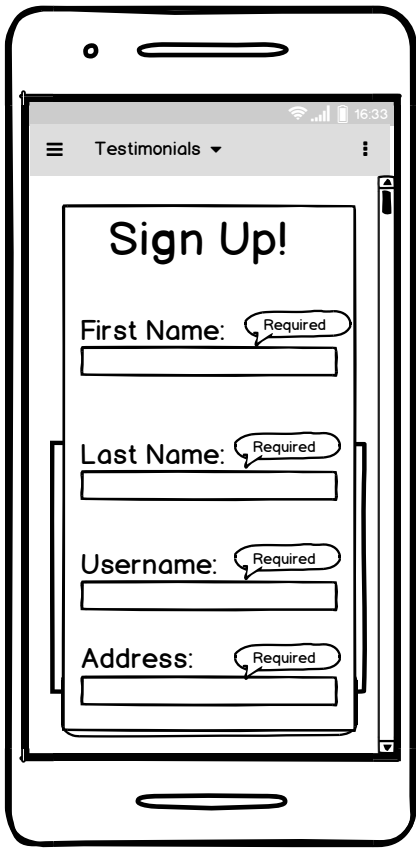 16:33
Testimonials
Sign Up!
Required
First Name:
Required
Last Name:
Required
Username:
Required
Address: